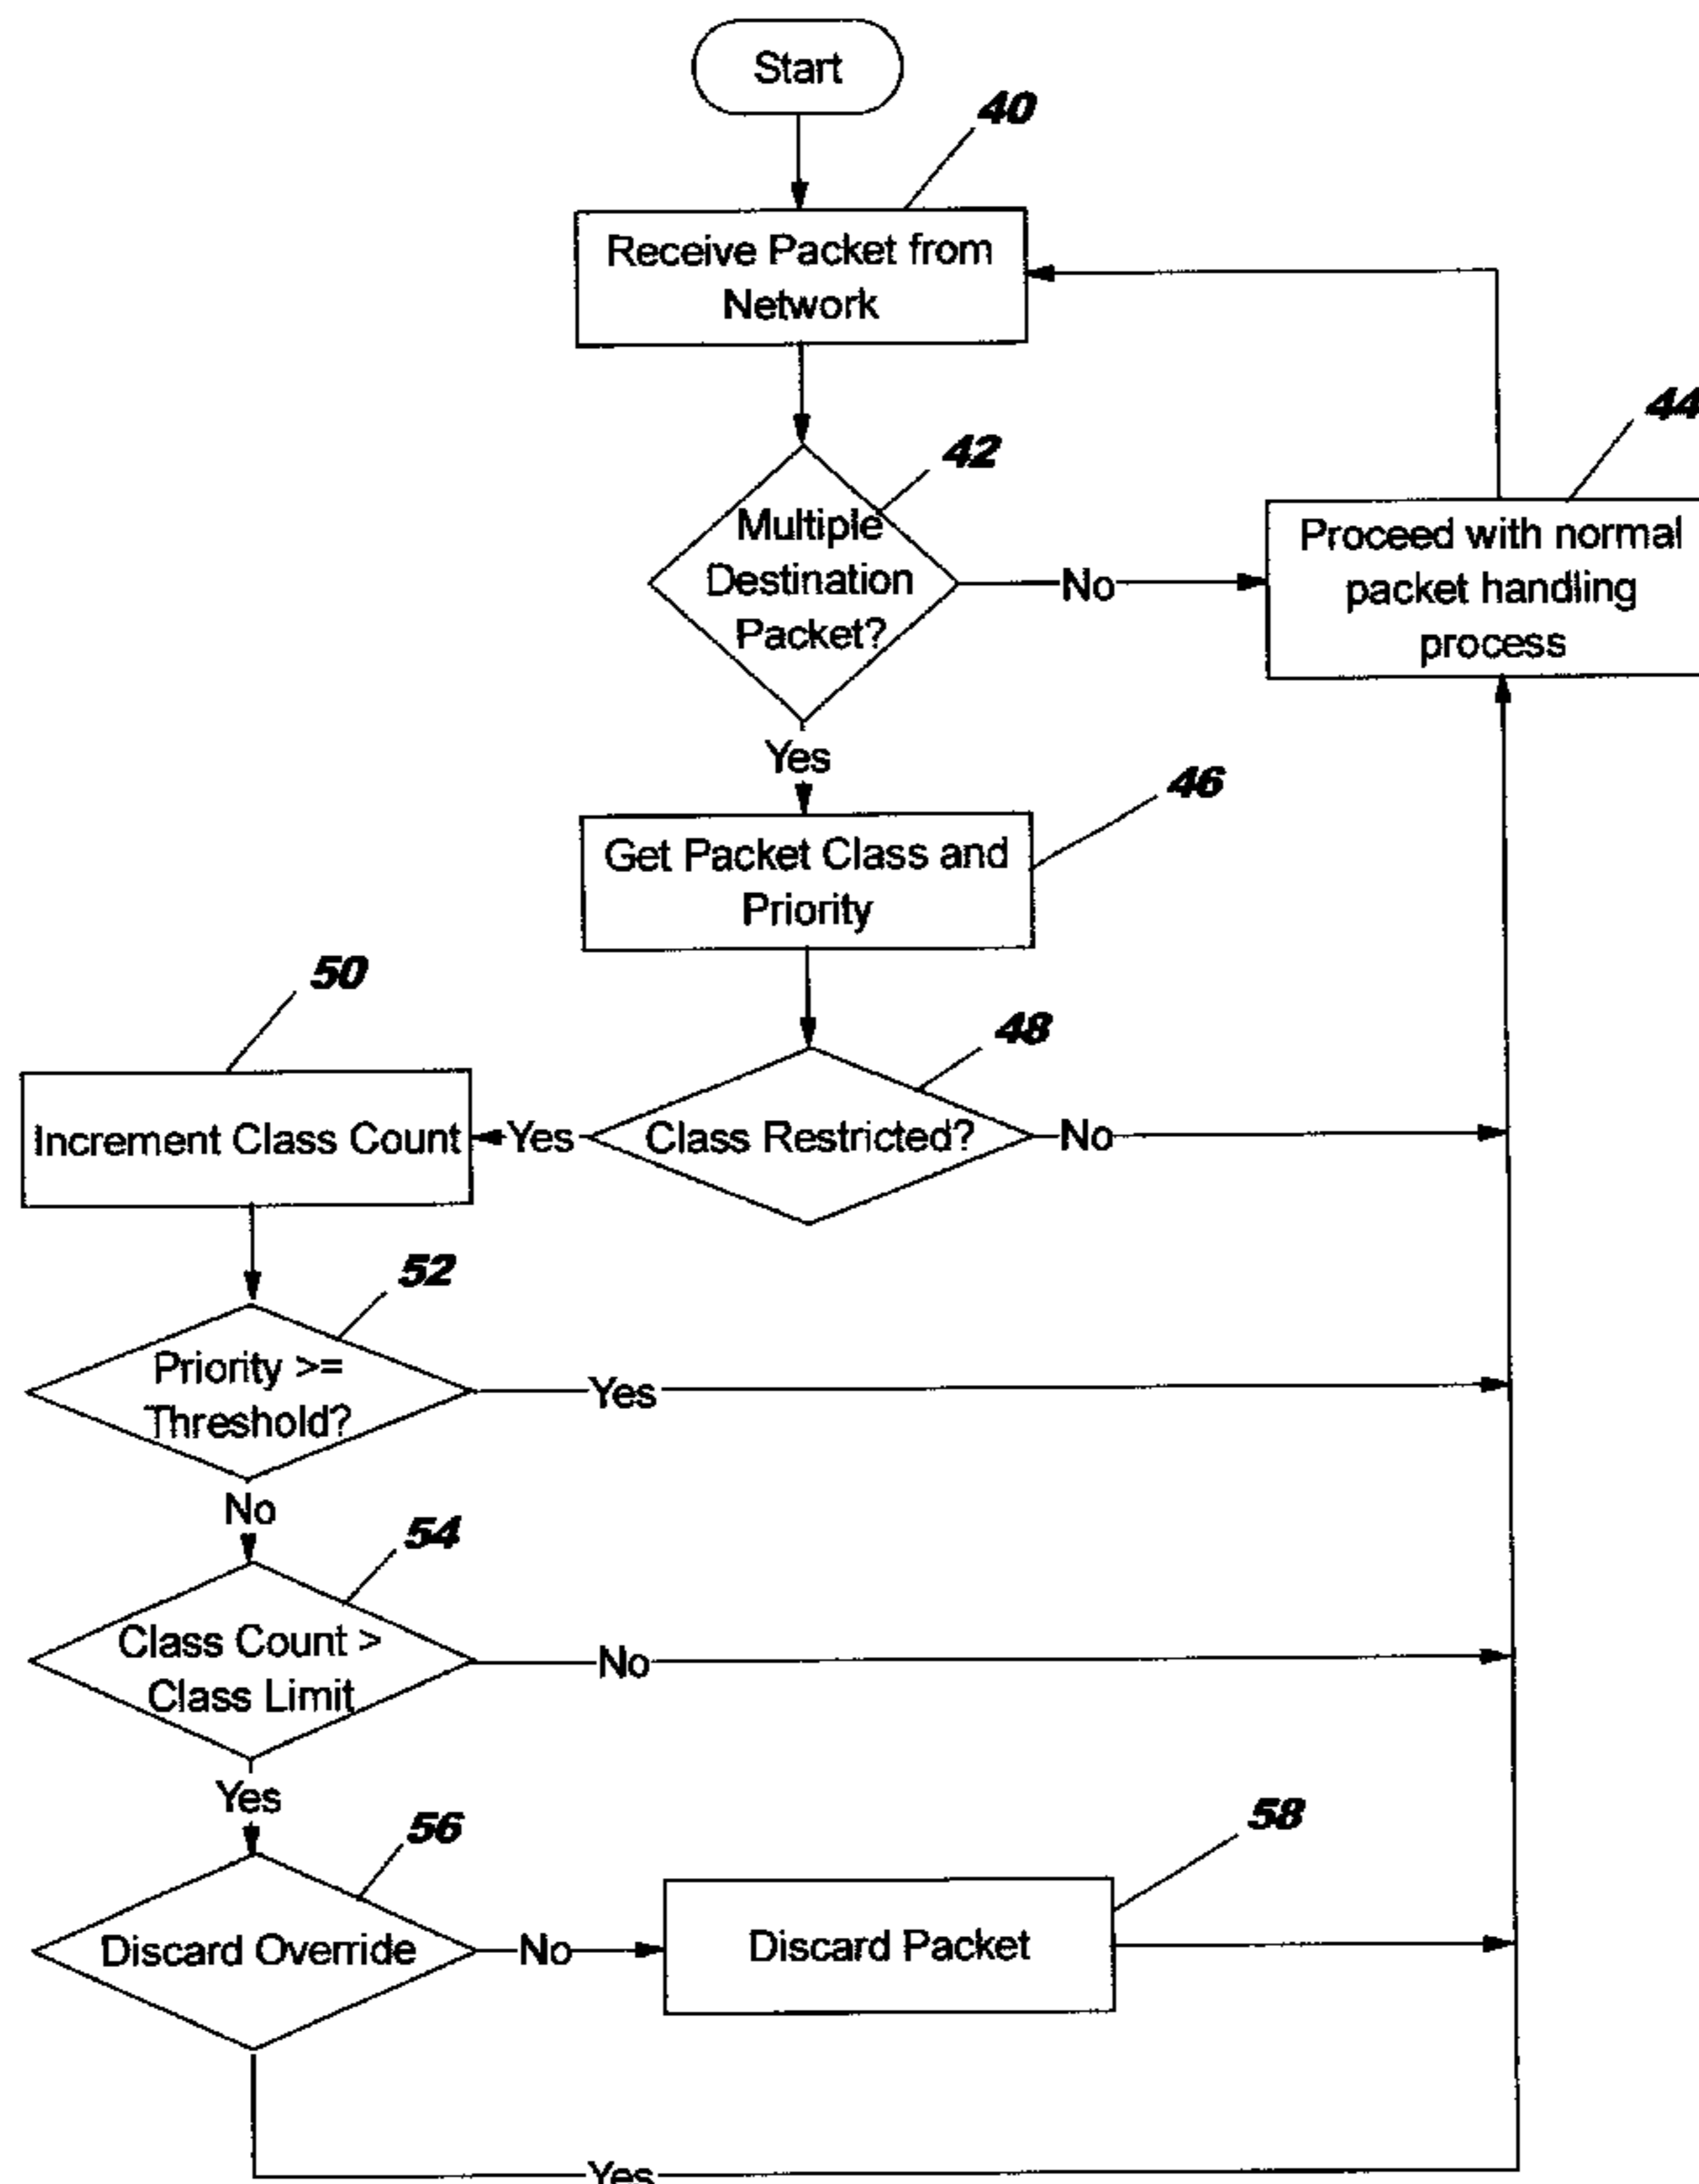 Start
40
Receive Packet from
Network
42
Multiple
Destination
Packet?
No
44
Proceed with normal
packet handling
process
Yes
46
Get Packet Class and
Priority
50
48
Increment Class Count
Yes
Class Restricted?
No
52
Priority >=
Threshold?
Yes
No
54
Class Count >
Class Limit
No
Yes
56
58
Discard Override
No
Discard Packet
Yes